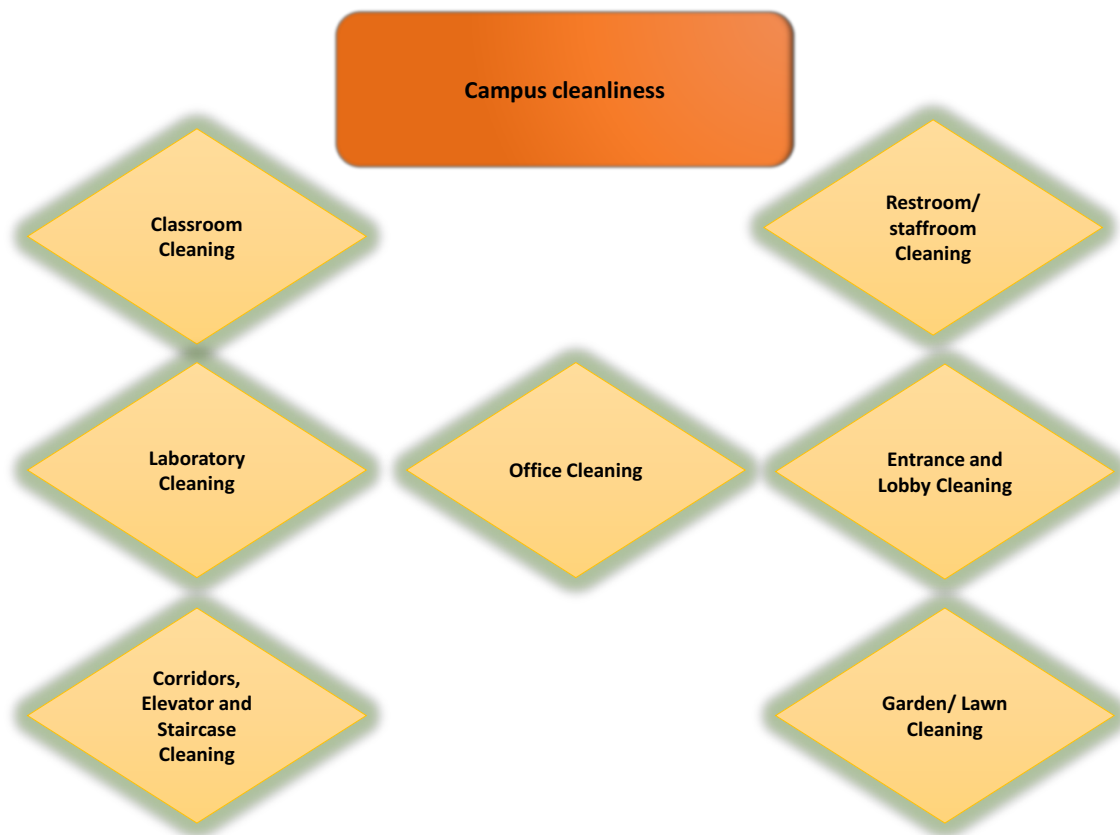 Campus cleanliness
Classroom
Cleaning
Restroom/
staffroom
Cleaning
Laboratory
Cleaning
Office Cleaning
Entrance and
Lobby Cleaning
Corridors,
Elevator and
Staircase
Cleaning
Garden/ Lawn
Cleaning